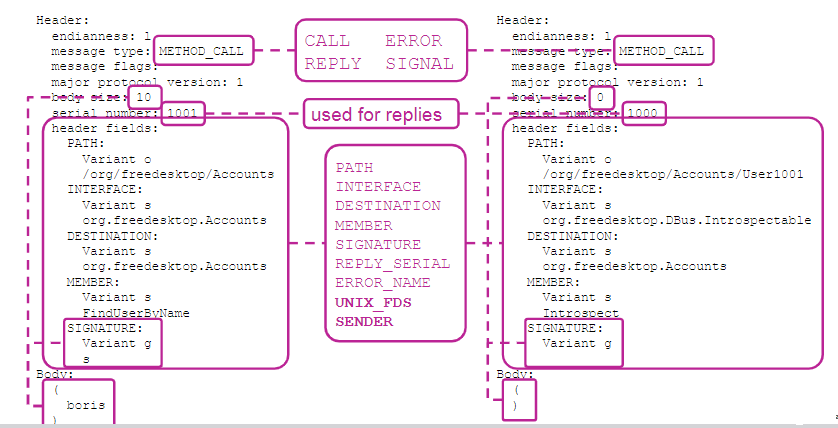 Header:
endianness: l
message type: METHOD_CALL
message flags:
major protocol version: 1
body size: 10
serial number: 1001
header fields:
PATH:
Variant o
/org/freedesktop/Accounts
INTERFACE:
Variant s
org.freedesktop.Accounts
DESTINATION:
Variant s
org.freedesktop.Accounts
MEMBER:
Variant s
FindUserByName
SIGNATURE:
Variant g
s
Body:
(
boris
)
CALL ERROR
REPLY SIGNAL
used for replies
PATH
INTERFACE
DESTINATION
MEMBER
SIGNATURE
REPLY_SERIAL
ERROR_NAME
UNIX_FDS
SENDER
Header:
endianness: l
message type: METHOD_CALL
message flags:
major protocol version: 1
body size: 0
serial number: 1000
header fields:
PATH:
Variant o
/org/freedesktop/Accounts/User1001
INTERFACE:
Variant s
org.freedesktop.DBus.Introspectable
DESTINATION:
Variant s
org.freedesktop.Accounts
MEMBER:
Variant s
Introspect
SIGNATURE:
Variant g
Body:
(
)